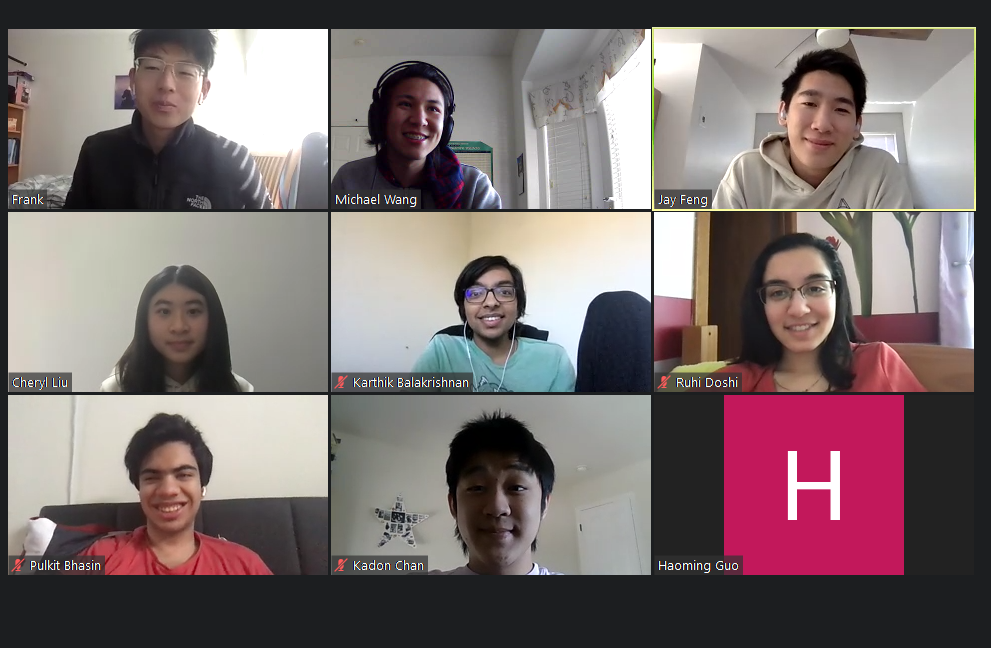 THE
NORTH
FACE
Frank
Michael Wang
Jay Feng
Cheryl Liu
Karthik Balakrishnan
Ruhi Doshi
Pulkit Bhasin
Kadon Chan
H
Haoming Guo